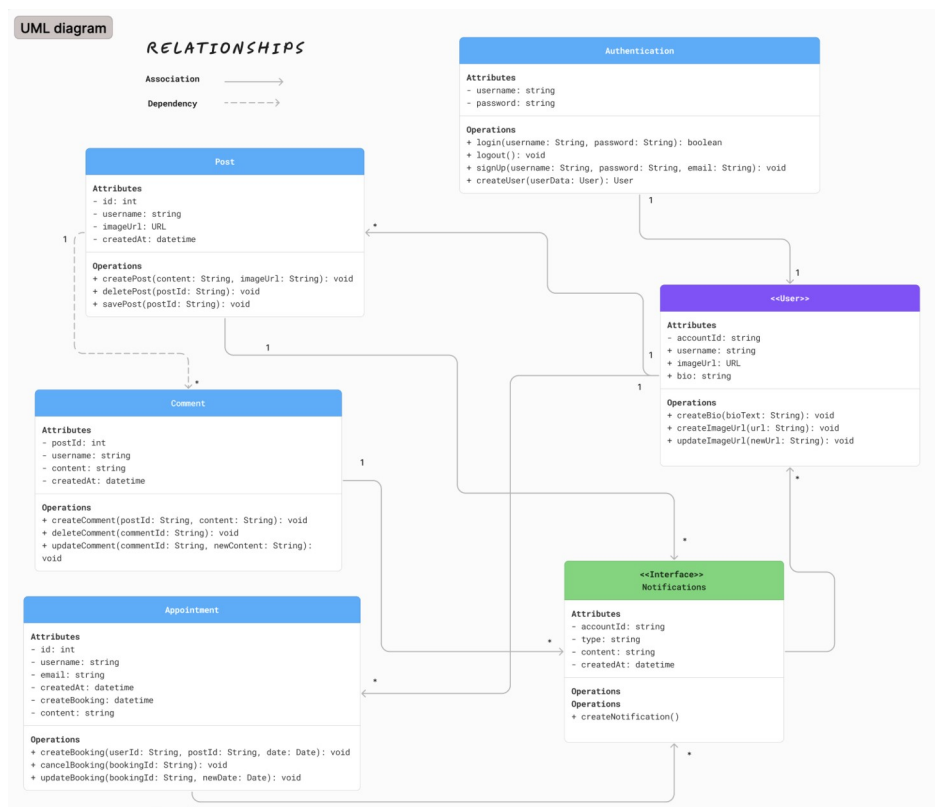 UML diagram
RELATIONSHIPS
Association
Dependency
Authentication
Attributes
- username: string
- password: string
Operations
+ login(username: String, password: String): boolean
+ logout(): void
+ signUp(username: String, password: String, email: String): void
+ createUser(userData: User): User
1
1
Post
Attributes
- id: int
- username: string
- imageUrl: URL
- createdAt: datetime
Operations
+ createPost(content: String, imageUrl: String): void
+ deletePost(postId: String): void
+ savePost(postId: String): void
1
*
1
*
<<User>>
Attributes
- accountId: string
+ username: string
+ imageUrl: URL
+ bio: string
Operations
+ createBio(bioText: String): void
+ createImageUrl(url: String): void
+ updateImageUrl(newUrl: String): void
1
1
*
Comment
Attributes
- postId: int
- username: string
- content: string
- createdAt: datetime
Operations
+ createComment(postId: String, content: String): void
+ deleteComment(commentId: String): void
+ updateComment(commentId: String, newContent: String):
void
1
*
*
<<Interface>>
Notifications
Attributes
- accountId: string
- type: string
- content: string
- createdAt: datetime
Operations
Operations
+ createNotification()
*
Appointment
Attributes
- id: int
- username: string
- email: string
- createdAt: datetime
- createBooking: datetime
- content: string
Operations
+ createBooking(userId: String, postId: String, date: Date): void
+ cancelBooking(bookingId: String): void
+ updateBooking(bookingId: String, newDate: Date): void
*